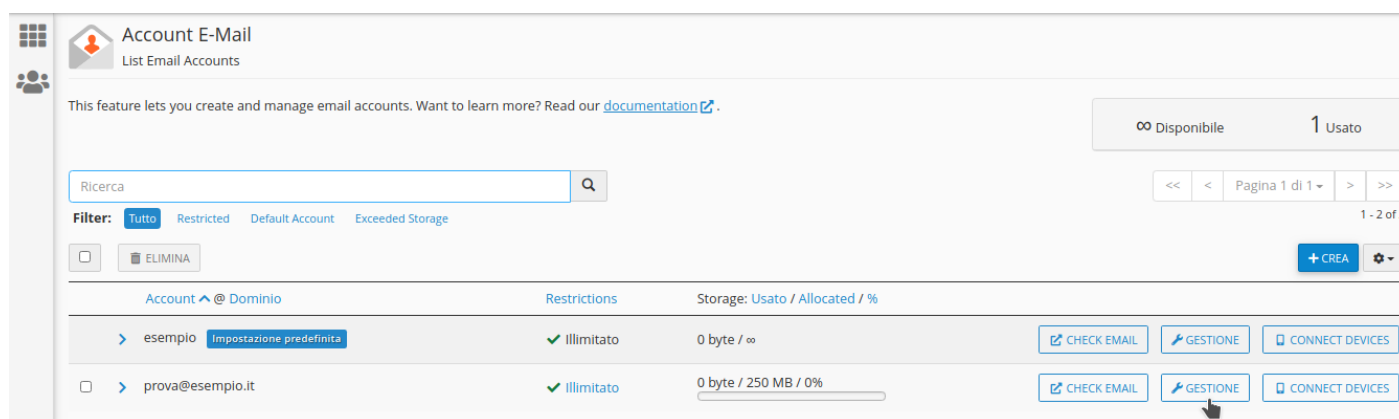 Account E-Mail
List Email Accounts
This feature lets you create and manage email accounts. Want to learn more? Read our documentation .
∞ Disponibile 1 Usato
Ricerca
<< < Pagina 1 di 1 > >>
Filter: Tutto Restricted Default Account Exceeded Storage
1 - 2 of
ELIMINA
+ CREA
Account @ Dominio Restrictions Storage: Usato / Allocated / %
esempio Impostazione predefinita Illimitato 0 byte / ∞ CHECK EMAIL GESTIONE CONNECT DEVICES
prova@esempio.it Illimitato 0 byte / 250 MB / 0% CHECK EMAIL GESTIONE CONNECT DEVICES